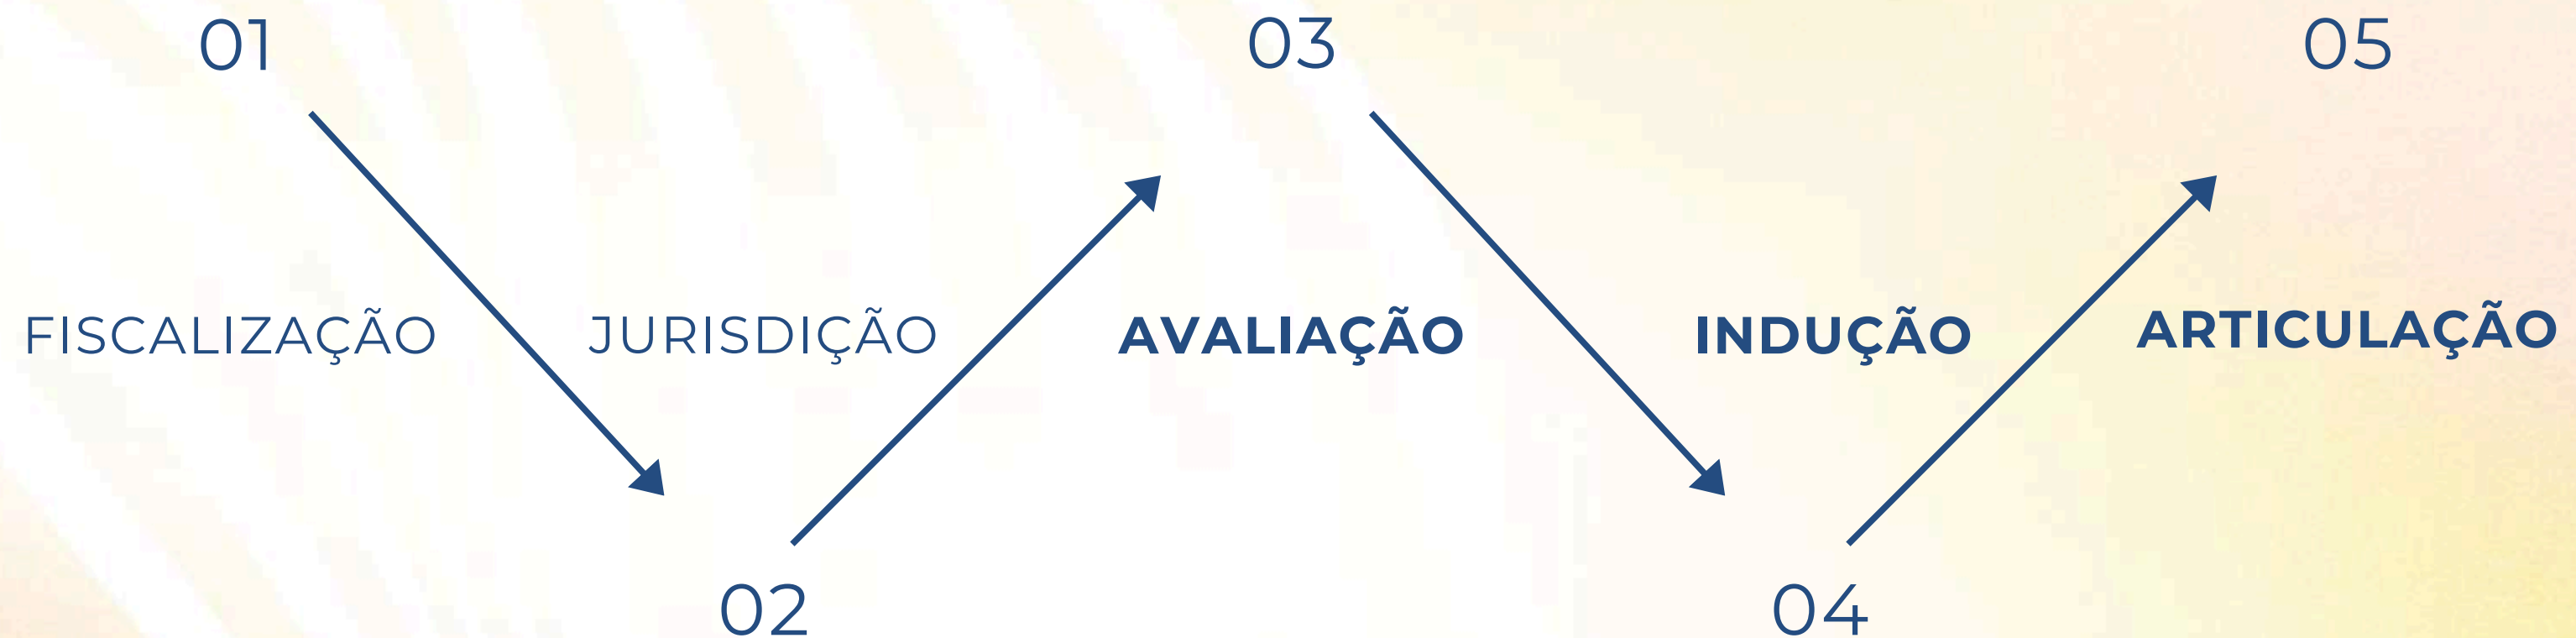 01
FISCALIZAÇÃO
02
JURISDIÇÃO
03
AVALIAÇÃO
04
INDUÇÃO
05
ARTICULAÇÃO